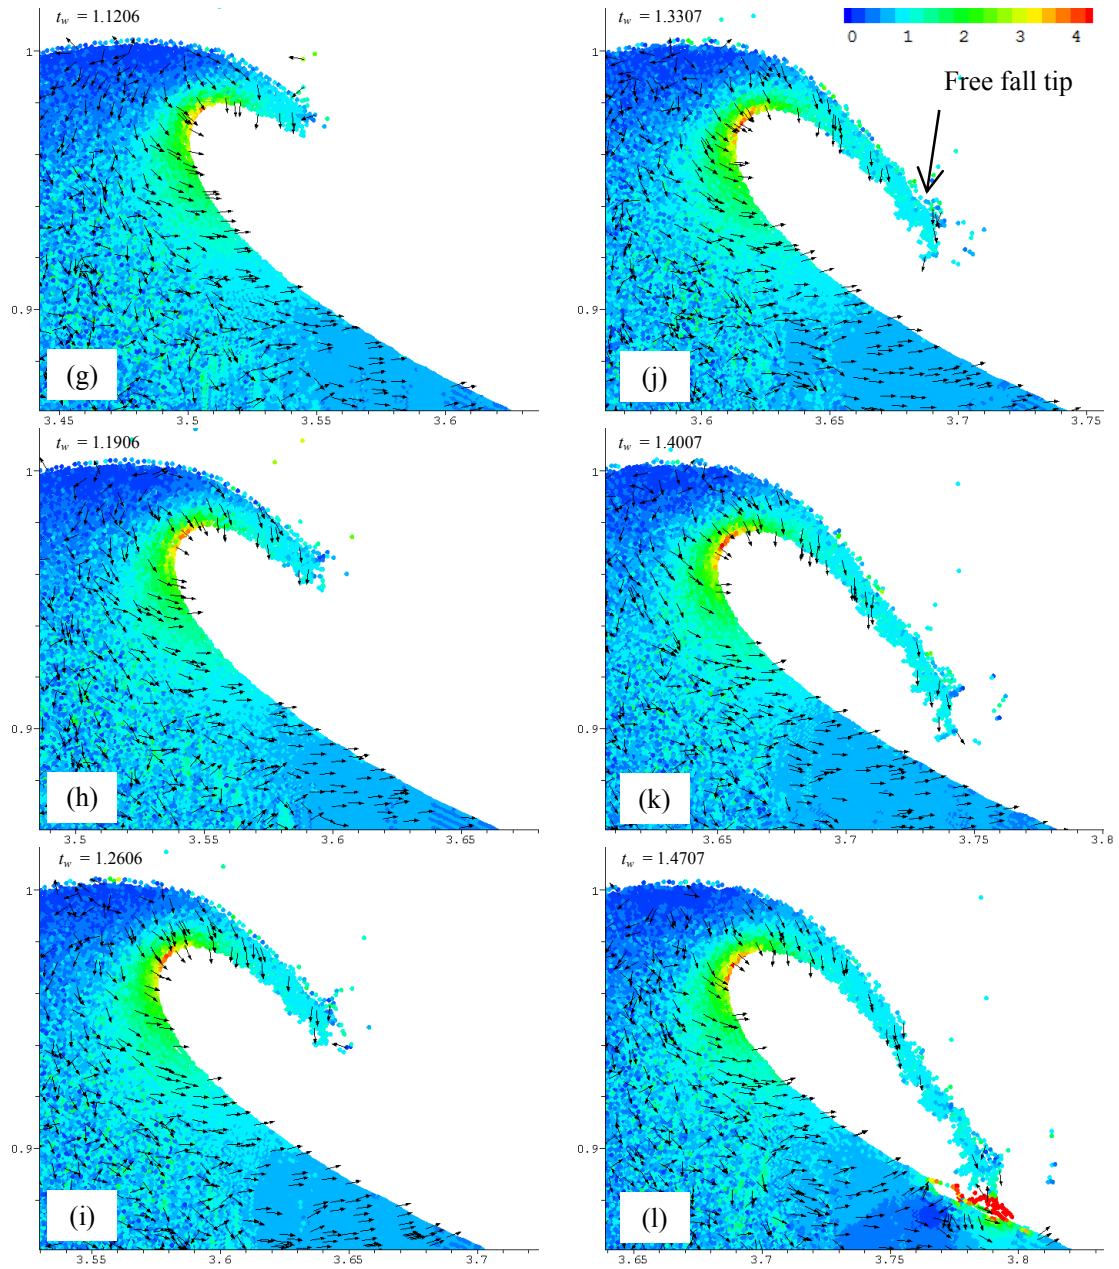 t_w = 1.1206
1
0.9
(g)
3.45 3.5 3.55 3.6
t_w = 1.3307
0 1 2 3 4
Free fall tip
1
0.9
(j)
3.6 3.65 3.7 3.75
t_w = 1.1906
1
0.9
(h)
3.5 3.55 3.6 3.65
t_w = 1.4007
1
0.9
(k)
3.65 3.7 3.75 3.8
t_w = 1.2606
1
0.9
(i)
3.55 3.6 3.65 3.7
t_w = 1.4707
1
0.9
(l)
3.65 3.7 3.75 3.8